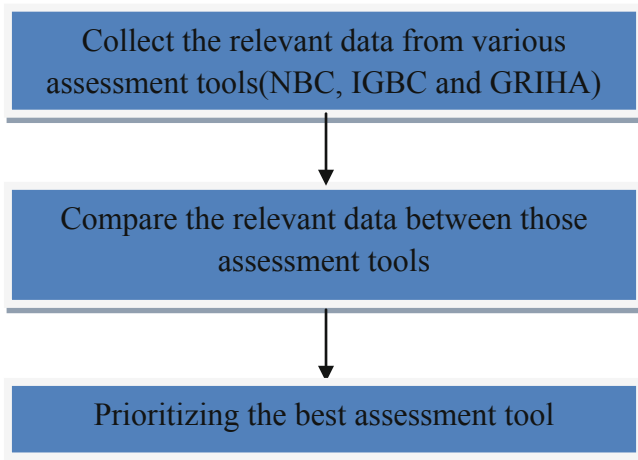 Collect the relevant data from various
assessment tools(NBC, IGBC and GRIHA)
Compare the relevant data between those
assessment tools
Prioritizing the best assessment tool